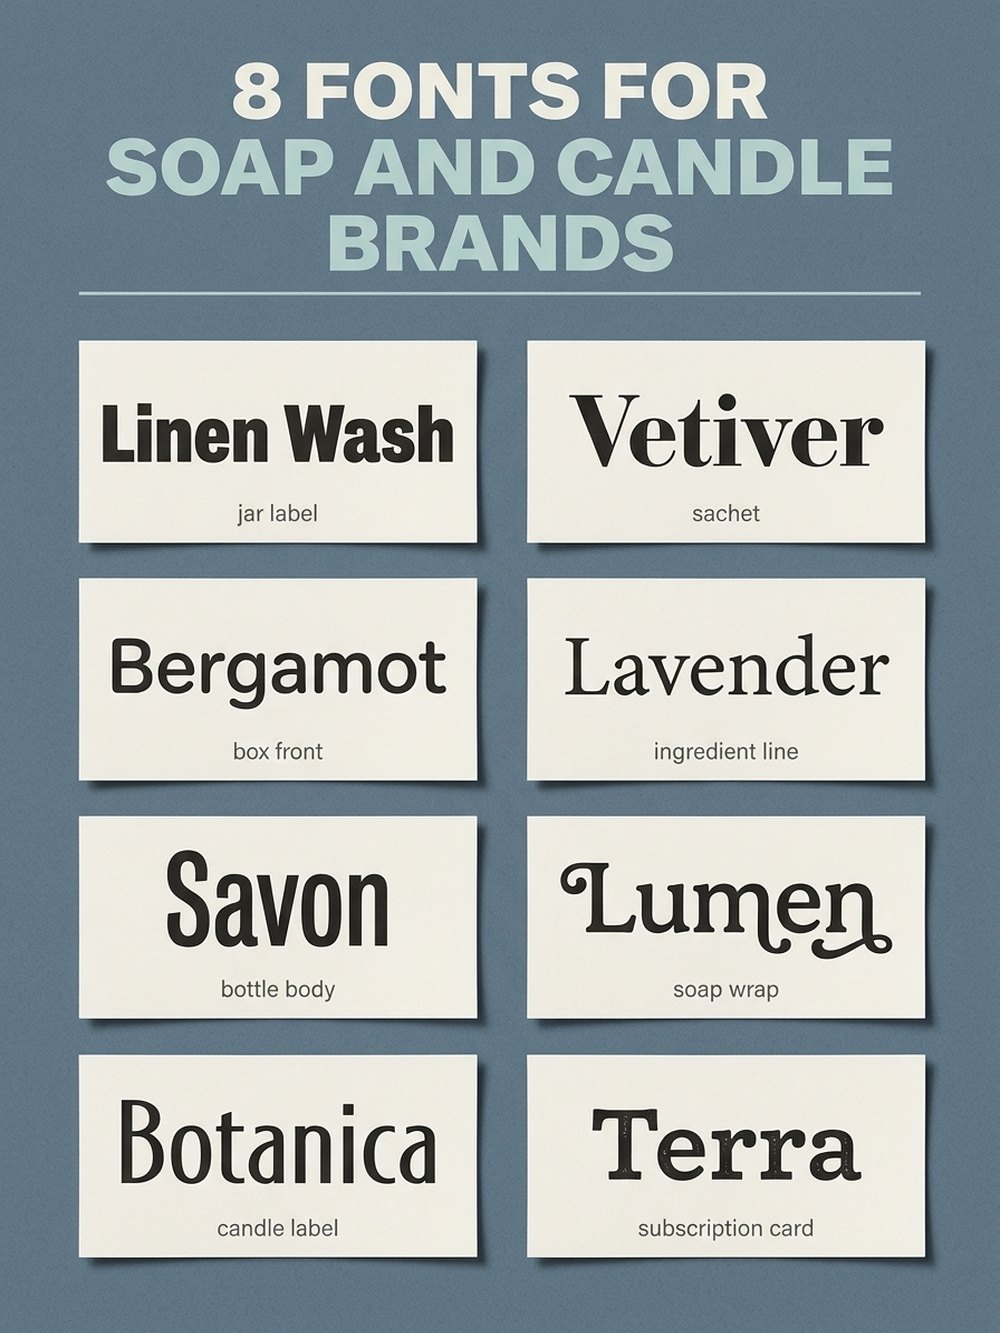 8 FONTS FOR
SOAP AND CANDLE
BRANDS
Linen Wash
jar label
Vetiver
sachet
Bergamot
box front
Lavender
ingredient line
Savon
bottle body
Lumen
soap wrap
Botanica
candle label
Terra
subscription card